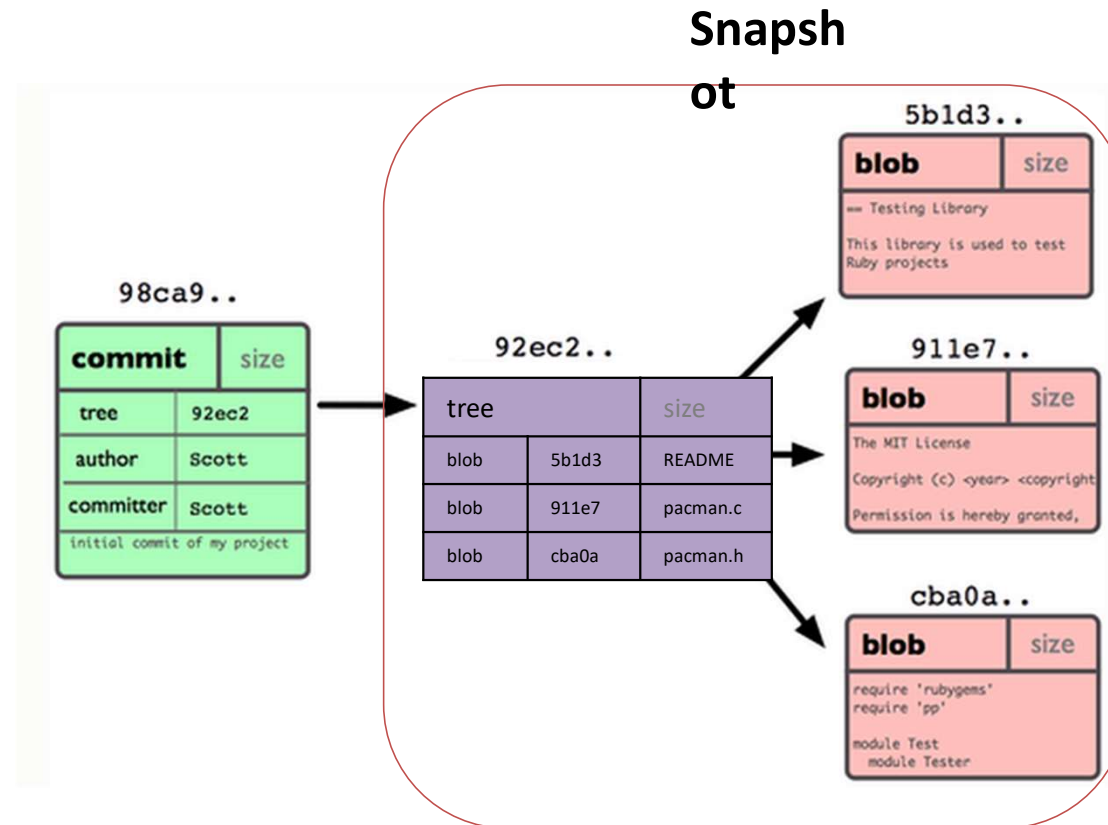 Snapsh
ot
98ca9..
commit size
tree 92ec2
author Scott
committer Scott
initial commit of my project
92ec2..
tree size
blob 5b1d3 README
blob 911e7 pacman.c
blob cba0a pacman.h
5b1d3..
blob size
== Testing Library
This library is used to test
Ruby projects
911e7..
blob size
The MIT License
Copyright (c) <year> <copyright
Permission is hereby granted,
cba0a..
blob size
require 'rubygems'
require 'pp'
module Test
module Tester